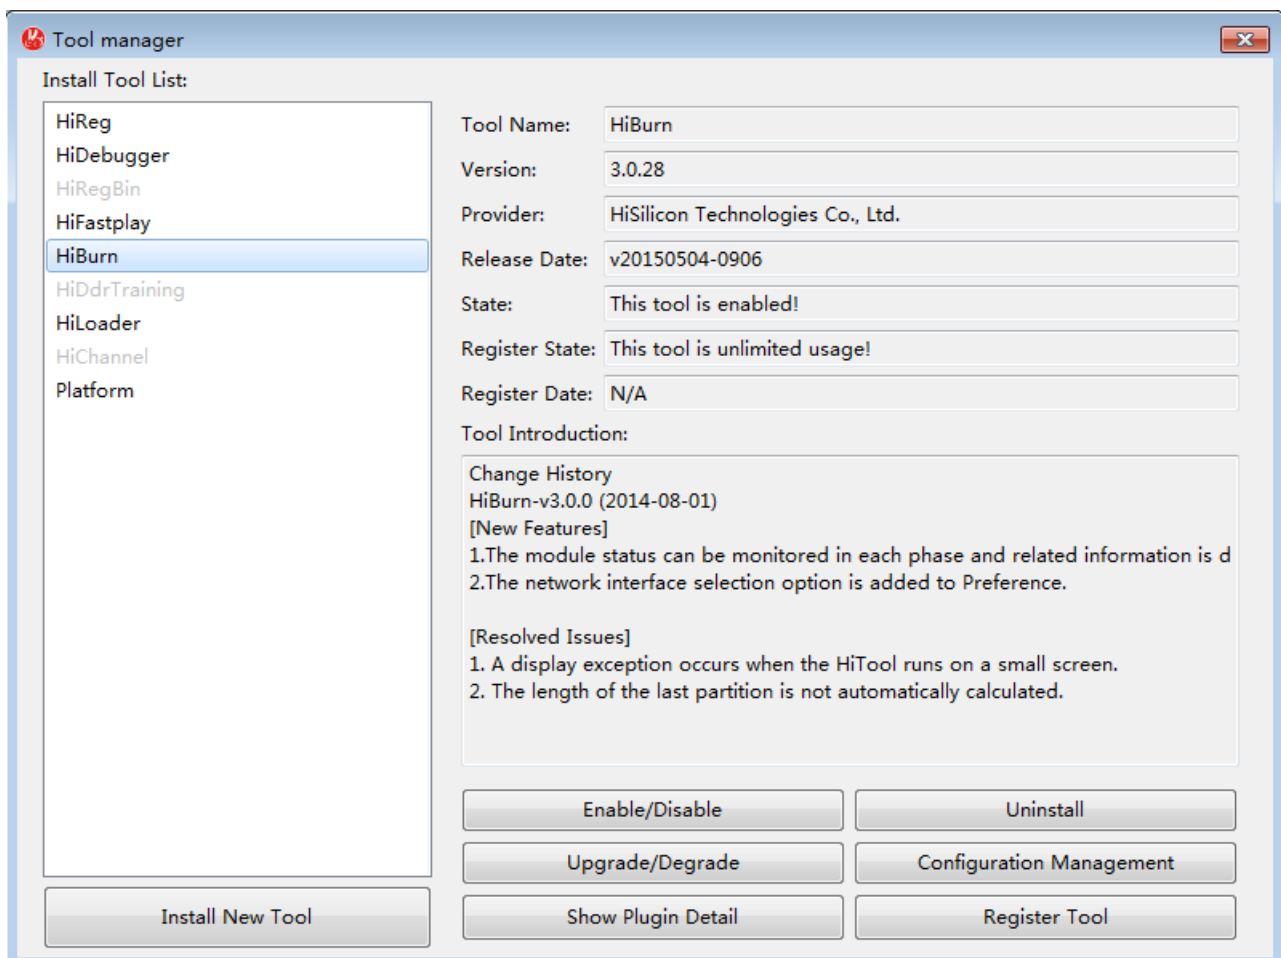 Tool manager
Install Tool List:
HiReg
HiDebugger
HiRegBin
HiFastplay
HiBurn
HiDdrTraining
HiLoader
HiChannel
Platform
Install New Tool
Tool Name: HiBurn
Version: 3.0.28
Provider: HiSilicon Technologies Co., Ltd.
Release Date: v20150504-0906
State: This tool is enabled!
Register State: This tool is unlimited usage!
Register Date: N/A
Tool Introduction:
Change History
HiBurn-v3.0.0 (2014-08-01)
[New Features]
1.The module status can be monitored in each phase and related information is d
2.The network interface selection option is added to Preference.
[Resolved Issues]
1. A display exception occurs when the HiTool runs on a small screen.
2. The length of the last partition is not automatically calculated.
Enable/Disable Uninstall
Upgrade/Degrade Configuration Management
Show Plugin Detail Register Tool